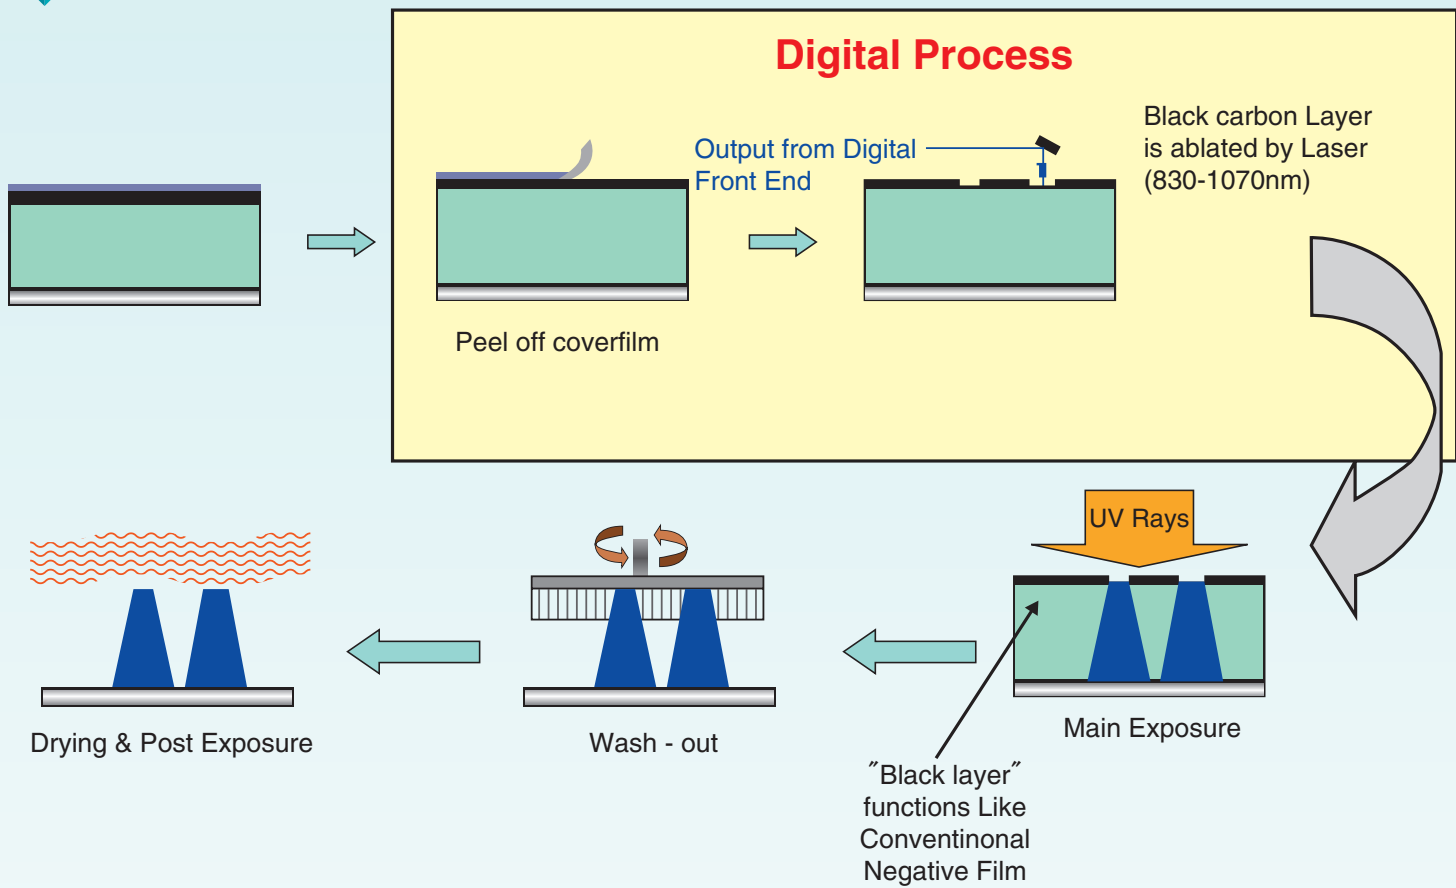 Digital Process
Output from Digital
Front End
Black carbon Layer
is ablated by Laser
(830-1070nm)
Peel off coverfilm
UV Rays
Drying & Post Exposure
Wash - out
Main Exposure
"Black layer"
functions Like
Conventinonal
Negative Film